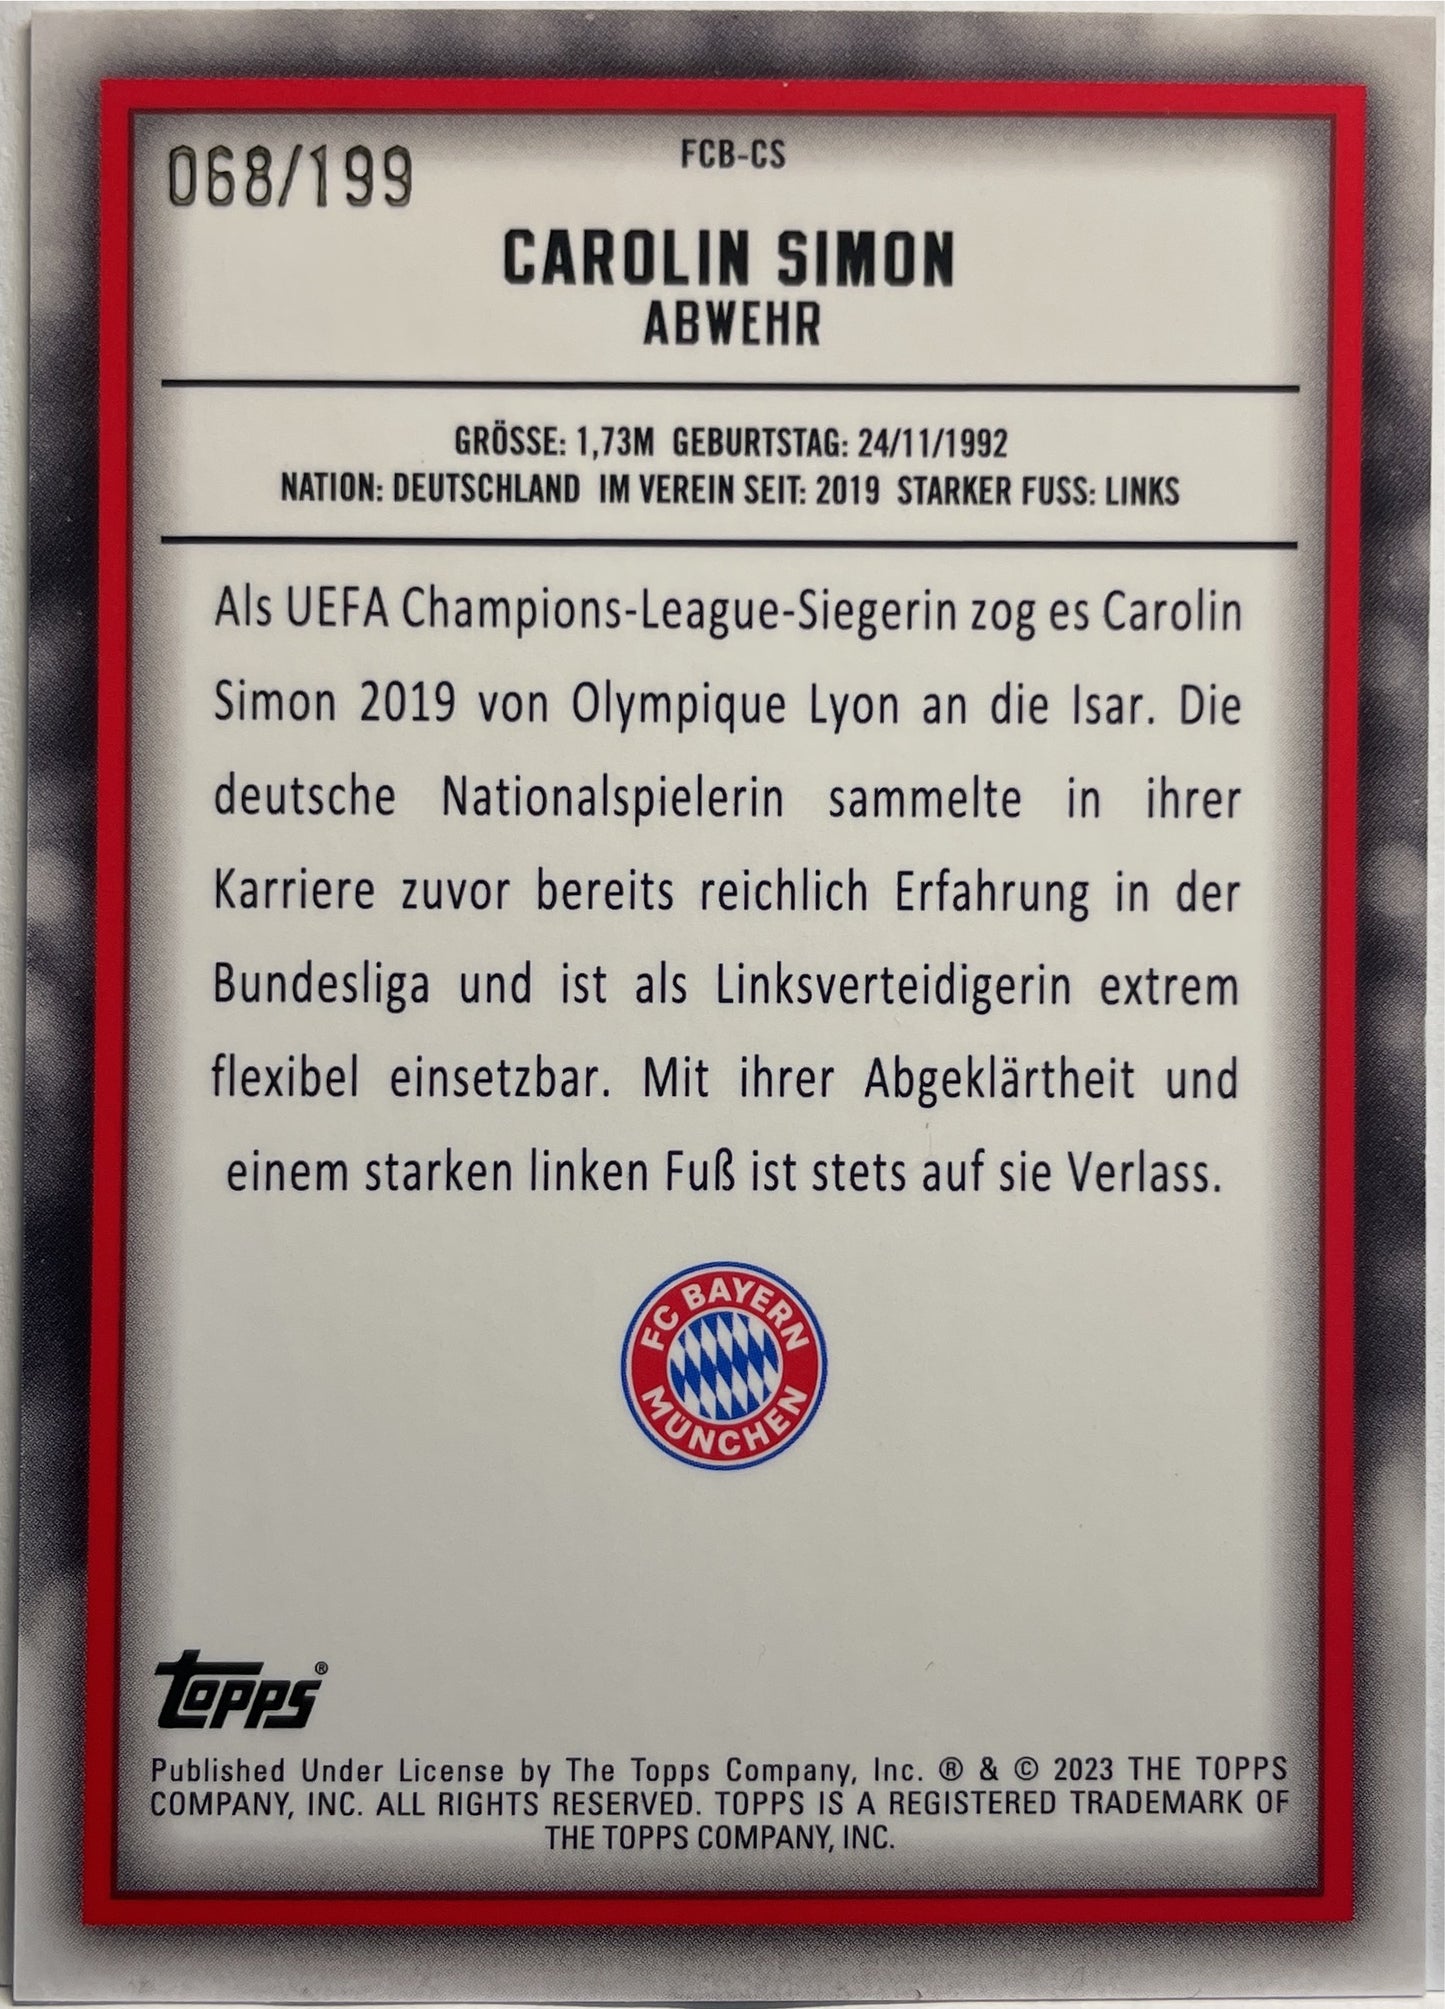 068/199
FCB-CS
CAROLIN SIMON
ABWEHR
GRÖSSE: 1,73M GEBURTSTAG: 24/11/1992
NATION: DEUTSCHLAND IM VEREIN SEIT: 2019 STARKER FUSS: LINKS
Als UEFA Champions-League-Siegerin zog es Carolin
Simon 2019 von Olympique Lyon an die Isar. Die
deutsche Nationalspielerin sammelte in ihrer
Karriere zuvor bereits reichlich Erfahrung in der
Bundesliga und ist als Linksverteidigerin extrem
flexibel einsetzbar. Mit ihrer Abgeklärtheit und
einem starken linken Fuß ist stets auf sie Verlass.
FC BAYERN
MÜNCHEN
topps®
Published Under License by The Topps Company, Inc. ® & © 2023 THE TOPPS
COMPANY, INC. ALL RIGHTS RESERVED. TOPPS IS A REGISTERED TRADEMARK OF
THE TOPPS COMPANY, INC.